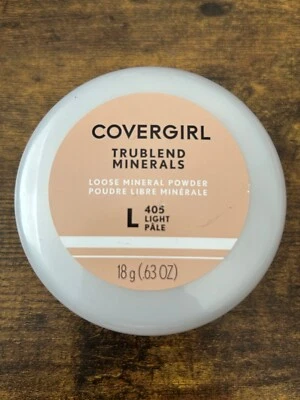 COVERGIRL
TRUBLEND
MINERALS
LOOSE MINERAL POWDER
POUDRE LIBRE MINÉRALE
L 405
LIGHT
PÂLE
18 g (.63 OZ)